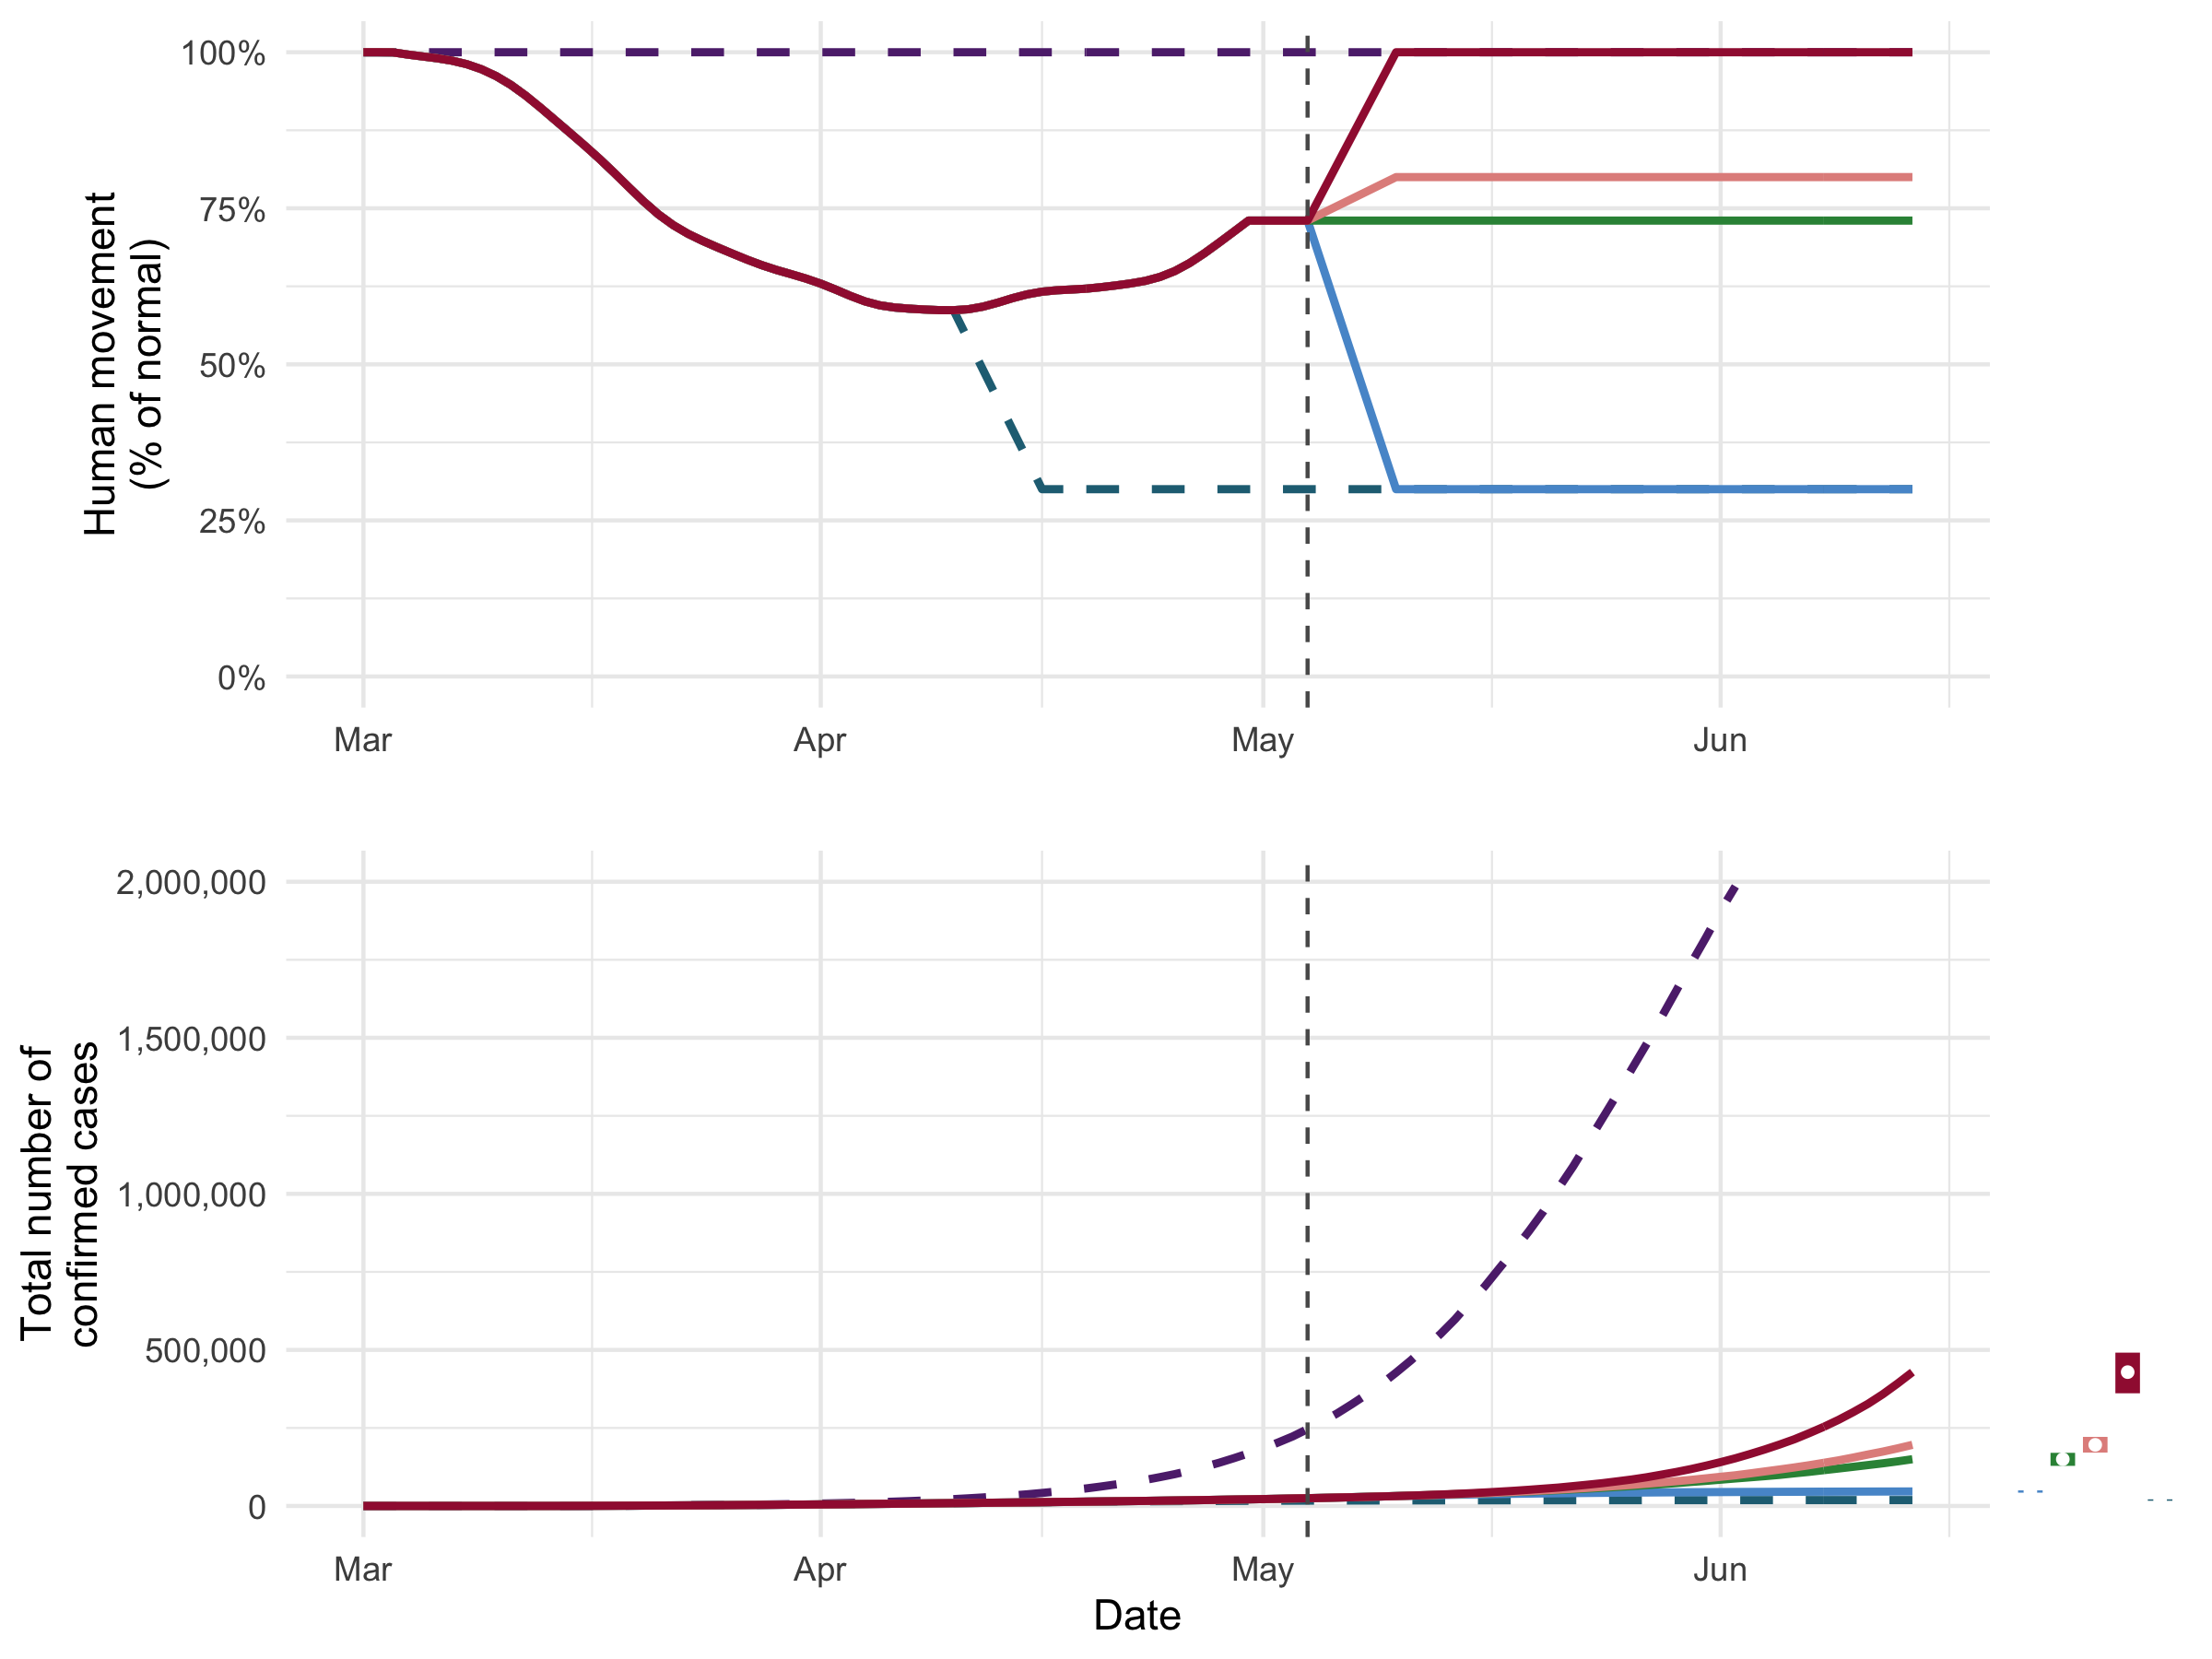 Human movement
(% of normal)
100%
75%
50%
25%
0%
Mar Apr May Jun
Total number of
confirmed cases
2,000,000
1,500,000
1,000,000
500,000
0
Mar Apr May Jun
Date